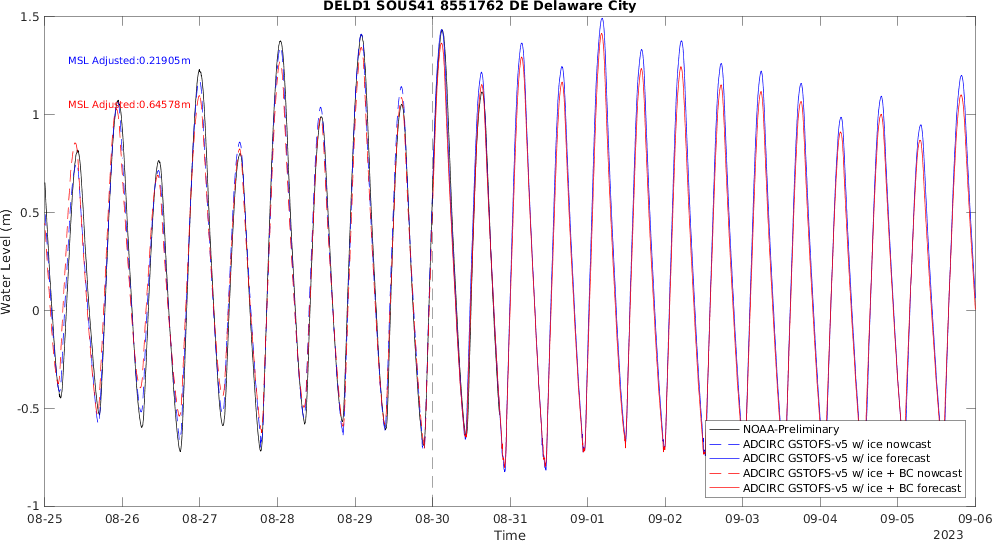 DELD1 SOUS41 8551762 DE Delaware City
1.5
MSL Adjusted:0.21905m
MSL Adjusted:0.64578m
1
0.5
Water Level (m)
0
-0.5
-1
NOAA-Preliminary
ADCIRC GSTOFS-v5 w/ ice nowcast
ADCIRC GSTOFS-v5 w/ ice forecast
ADCIRC GSTOFS-v5 w/ ice + BC nowcast
ADCIRC GSTOFS-v5 w/ ice + BC forecast
08-25 08-26 08-27 08-28 08-29 08-30 08-31 09-01 09-02 09-03 09-04 09-05 09-06
Time
2023